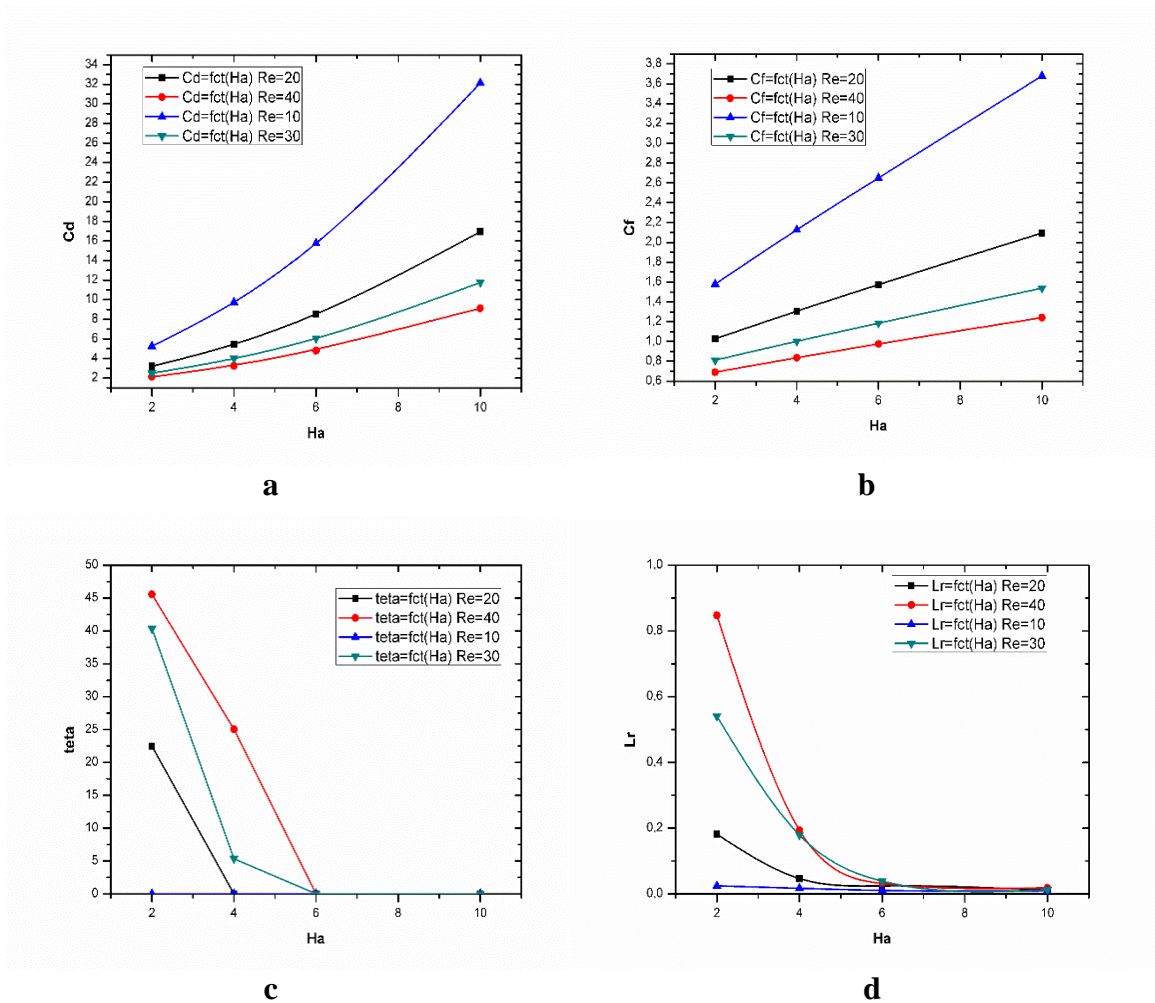 34
32
30
28
26
24
22
20
18
16
14
12
10
8
6
4
2
Cd
Cd=fct(Ha) Re=20
Cd=fct(Ha) Re=40
Cd=fct(Ha) Re=10
Cd=fct(Ha) Re=30
2 4 6 8 10
Ha
a
3,8
3,6
3,4
3,2
3,0
2,8
2,6
2,4
2,2
2,0
1,8
1,6
1,4
1,2
1,0
0,8
0,6
Cf
Cf=fct(Ha) Re=20
Cf=fct(Ha) Re=40
Cf=fct(Ha) Re=10
Cf=fct(Ha) Re=30
2 4 6 8 10
Ha
b
50
45
40
35
30
25
20
15
10
5
0
teta
teta=fct(Ha) Re=20
teta=fct(Ha) Re=40
teta=fct(Ha) Re=10
teta=fct(Ha) Re=30
2 4 6 8 10
Ha
c
1,0
0,8
0,6
0,4
0,2
0,0
Lr
Lr=fct(Ha) Re=20
Lr=fct(Ha) Re=40
Lr=fct(Ha) Re=10
Lr=fct(Ha) Re=30
2 4 6 8 10
Ha
d